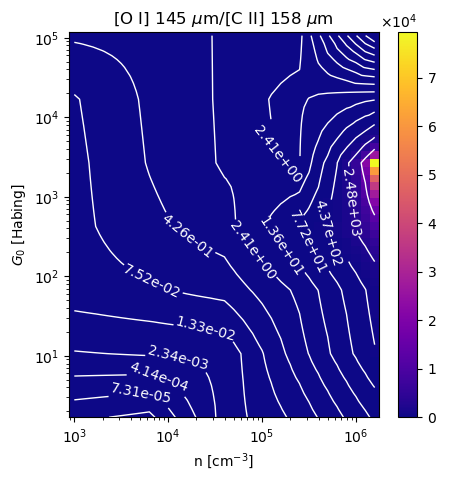 [O I] 145 μm/[C II] 158 μm
×10⁴
10⁵
10⁴
10³
10²
10¹
G₀ [Habing]
2.41e+00
2.48e+03
4.37e+02
7.72e+01
1.36e+01
2.41e+00
4.26e-01
7.52e-02
1.33e-02
2.34e-03
4.14e-04
7.31e-05
7
6
5
4
3
2
1
0
10³
10⁴
10⁵
10⁶
n [cm⁻³]